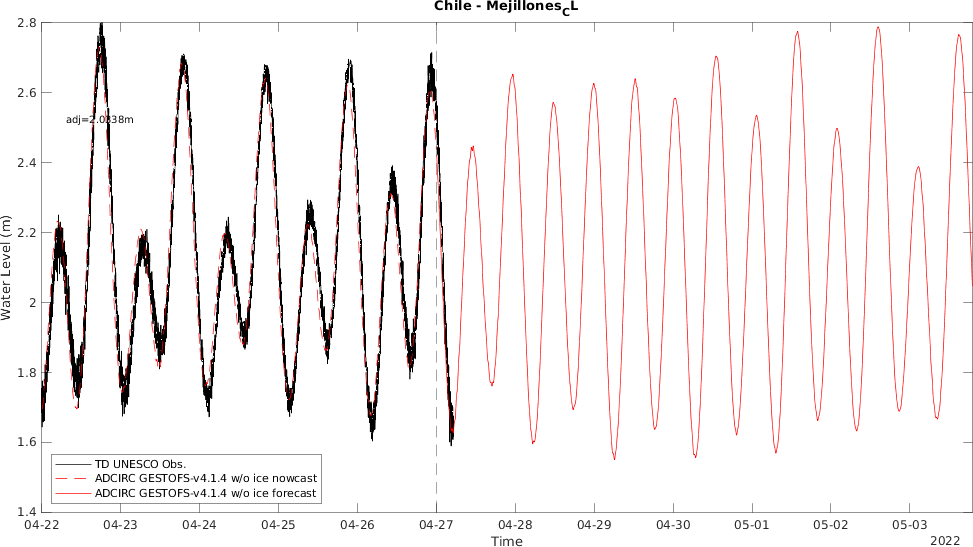 Chile - Mejillones_CL
2.8
2.6
adj=2.0338m
2.4
2.2
Water Level (m)
2
1.8
1.6
TD UNESCO Obs.
ADCIRC GESTOFS-v4.1.4 w/o ice nowcast
ADCIRC GESTOFS-v4.1.4 w/o ice forecast
1.4
04-22 04-23 04-24 04-25 04-26 04-27 04-28 04-29 04-30 05-01 05-02 05-03
Time
2022